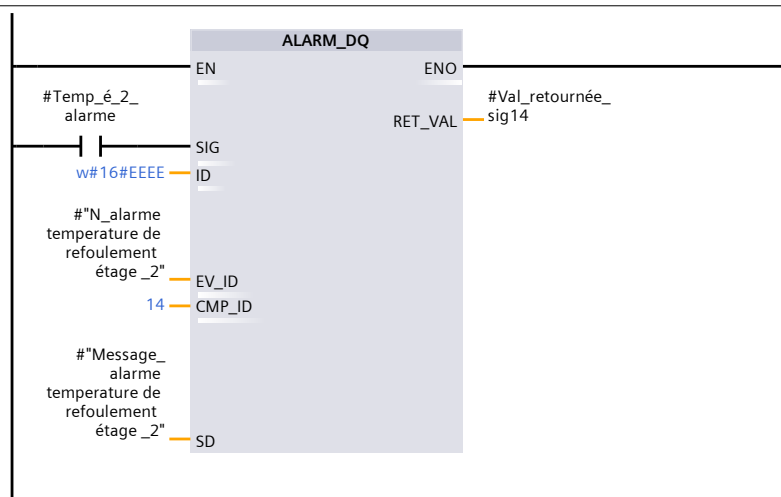 ALARM_DQ
EN
ENO
#Temp_é_2_
alarme
#Val_retournée_
sig14
RET_VAL
SIG
w#16#EEEE
ID
#"N_alarme
temperature de
refoulement
étage _2"
EV_ID
14
CMP_ID
#"Message_
alarme
temperature de
refoulement
étage _2"
SD